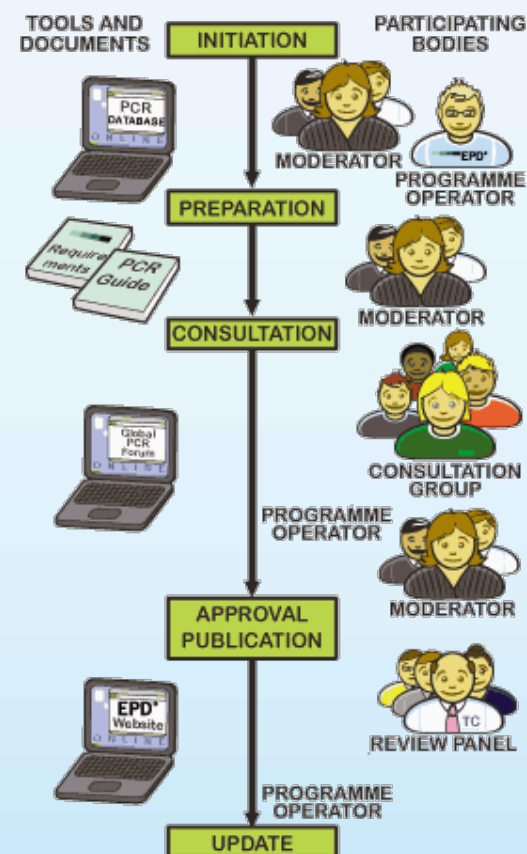 TOOLS AND
DOCUMENTS
INITIATION
PARTICIPATING
BODIES
PCR
DATABASE
ONLINE
MODERATOR
EPD®
PROGRAMME
OPERATOR
PREPARATION
Require
ments
PCR
Guide
MODERATOR
CONSULTATION
Global
PCR
Forum
ONLINE
CONSULTATION
GROUP
PROGRAMME
OPERATOR
MODERATOR
APPROVAL
PUBLICATION
EPD®
Website
ONLINE
TC
REVIEW PANEL
PROGRAMME
OPERATOR
UPDATE